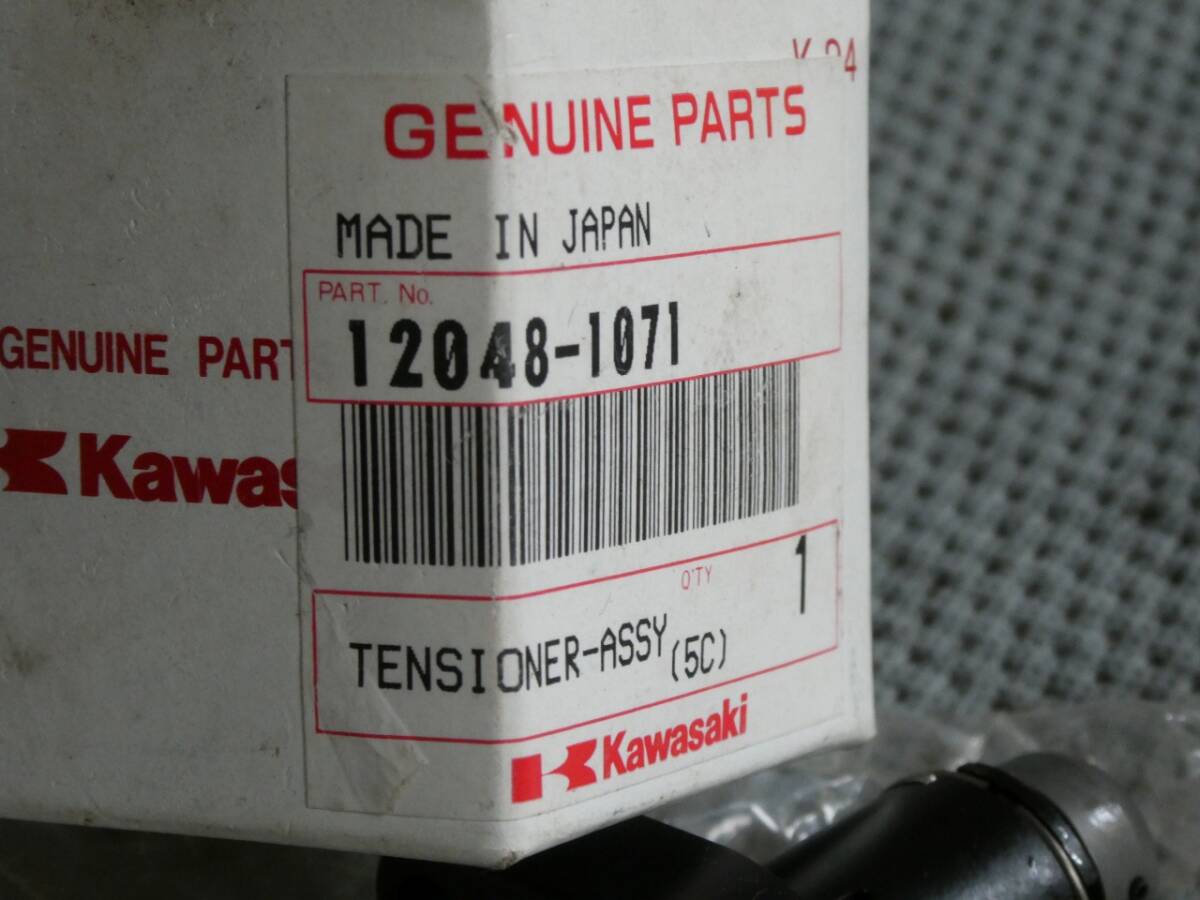 GENUINE PARTS
MADE IN JAPAN
PART. No.
12048-1071
Q'TY 1
TENSIONER-ASSY(5C)
Kawasaki
GENUINE PART
Kawas